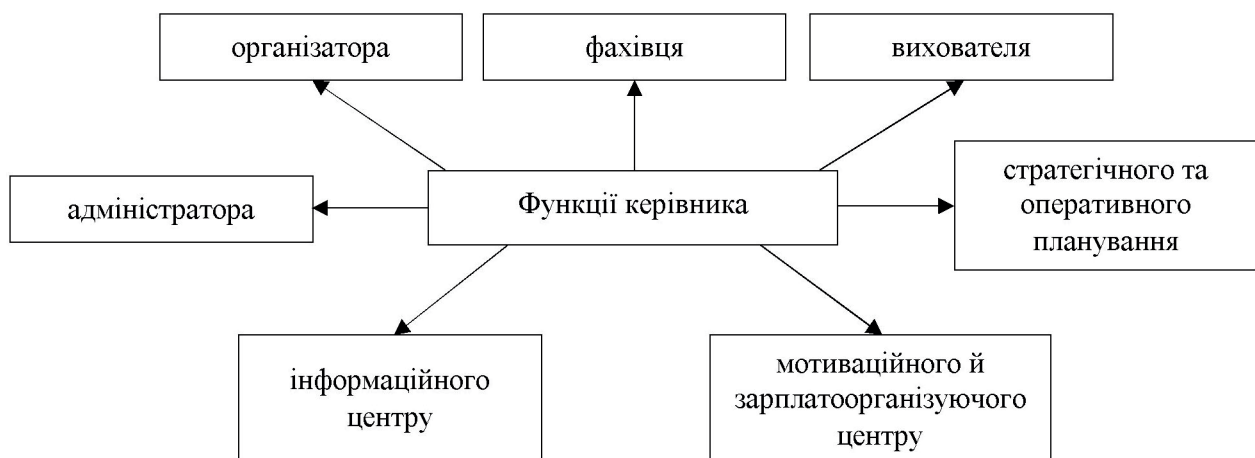 організатора
фахівця
вихователя
адміністратора
Функції керівника
стратегічного та
оперативного
планування
інформаційного
центру
мотиваційного й
зарплатоорганізуючого
центру